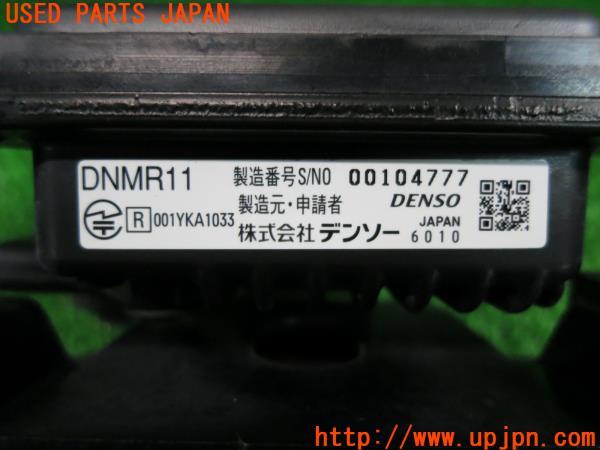 USED PARTS JAPAN
DNMR11
製造番号S/NO 00104777
製造元・申請者 DENSO
R 001YKA1033
株式会社 デンソー
JAPAN
6010
UPJ
http://www.upjpn.com/